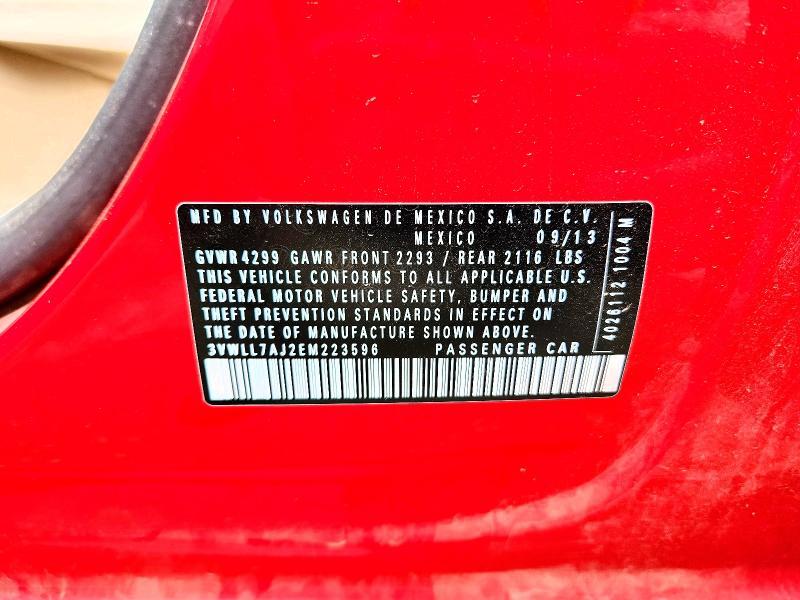 MFD BY VOLKSWAGEN DE MEXICO S.A. DE C.V.
MEXICO 09/13
GVWR 4299 GAWR FRONT 2293 / REAR 2116 LBS
THIS VEHICLE CONFORMS TO ALL APPLICABLE U.S.
FEDERAL MOTOR VEHICLE SAFETY, BUMPER AND
THEFT PREVENTION STANDARDS IN EFFECT ON
THE DATE OF MANUFACTURE SHOWN ABOVE.
3VWLL7AJ2EM223596 PASSENGER CAR
4026112 1004 M